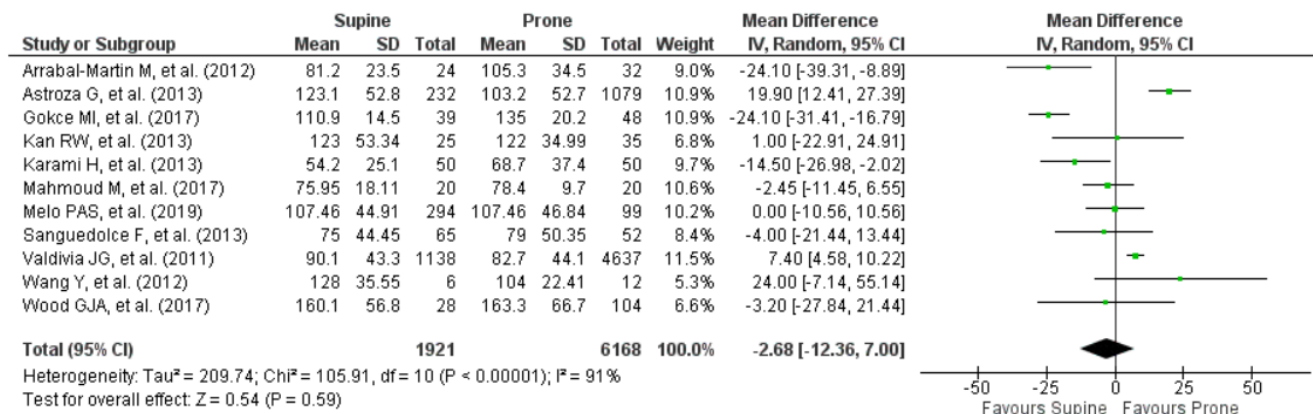 Supine Prone Mean Difference Mean Difference
Study or Subgroup Mean SD Total Mean SD Total Weight IV, Random, 95% CI IV, Random, 95% CI
Arrabal-Martin M, et al. (2012) 81.2 23.5 24 105.3 34.5 32 9.0% -24.10 [-39.31, -8.89]
Astroza G, et al. (2013) 123.1 52.8 232 103.2 52.7 1079 10.9% 19.90 [12.41, 27.39]
Gokce MI, et al. (2017) 110.9 14.5 39 135 20.2 48 10.9% -24.10 [-31.41, -16.79]
Kan RW, et al. (2013) 123 53.34 25 122 34.99 35 6.8% 1.00 [-22.91, 24.91]
Karami H, et al. (2013) 54.2 25.1 50 68.7 37.4 50 9.7% -14.50 [-26.98, -2.02]
Mahmoud M, et al. (2017) 75.95 18.11 20 78.4 9.7 20 10.6% -2.45 [-11.45, 6.55]
Melo PAS, et al. (2019) 107.46 44.91 294 107.46 46.84 99 10.2% 0.00 [-10.56, 10.56]
Sanguedolce F, et al. (2013) 75 44.45 65 79 50.35 52 8.4% -4.00 [-21.44, 13.44]
Valdivia JG, et al. (2011) 90.1 43.3 1138 82.7 44.1 4637 11.5% 7.40 [4.58, 10.22]
Wang Y, et al. (2012) 128 35.55 6 104 22.41 12 5.3% 24.00 [-7.14, 55.14]
Wood GJA, et al. (2017) 160.1 56.8 28 163.3 66.7 104 6.6% -3.20 [-27.84, 21.44]
Total (95% CI) 1921 6168 100.0% -2.68 [-12.36, 7.00]
Heterogeneity: Tau² = 209.74; Chi² = 105.91, df = 10 (P < 0.00001); I² = 91%
Test for overall effect: Z = 0.54 (P = 0.59)
-50 -25 0 25 50
Favours Supine Favours Prone